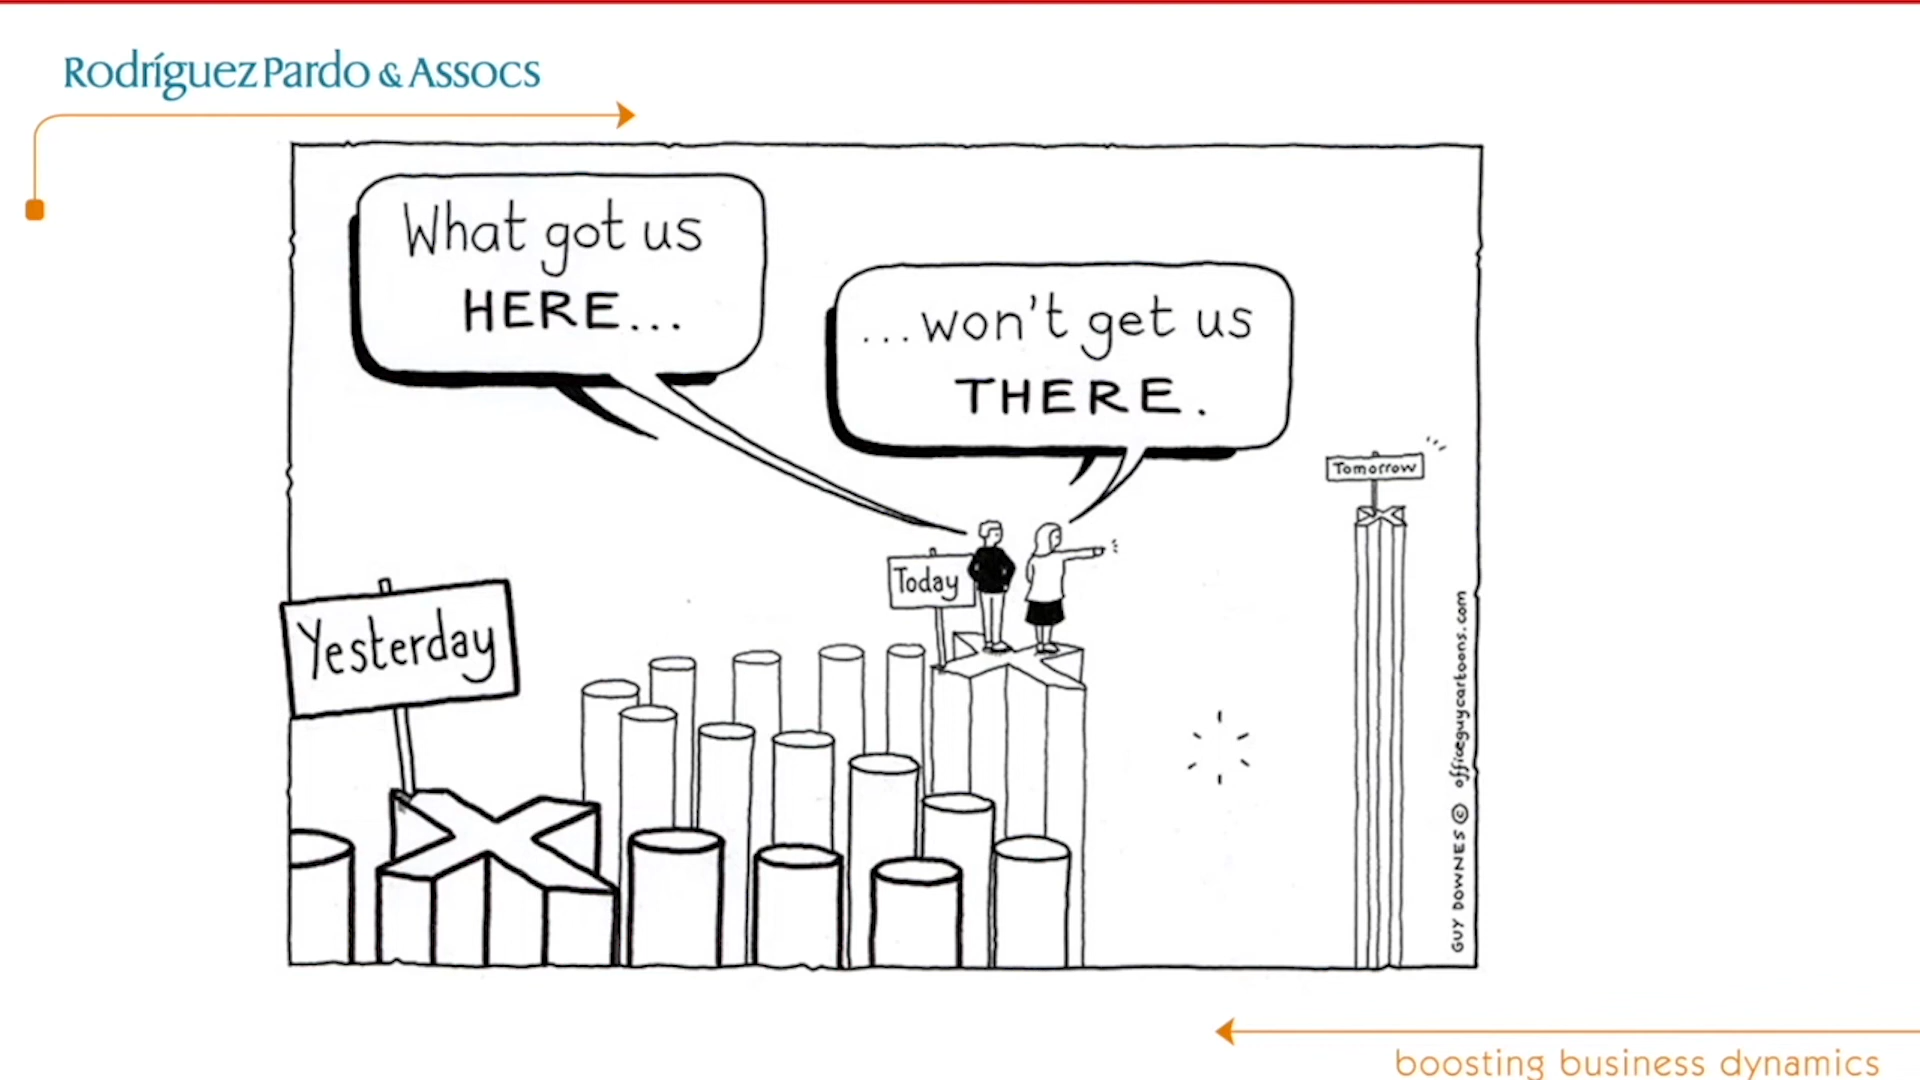 Rodríguez Pardo & Assocs
What got us
HERE...
...won't get us
THERE.
Tomorrow
Today
Yesterday
GUY DOWNES © officeguycartoons.com
boosting business dynamics